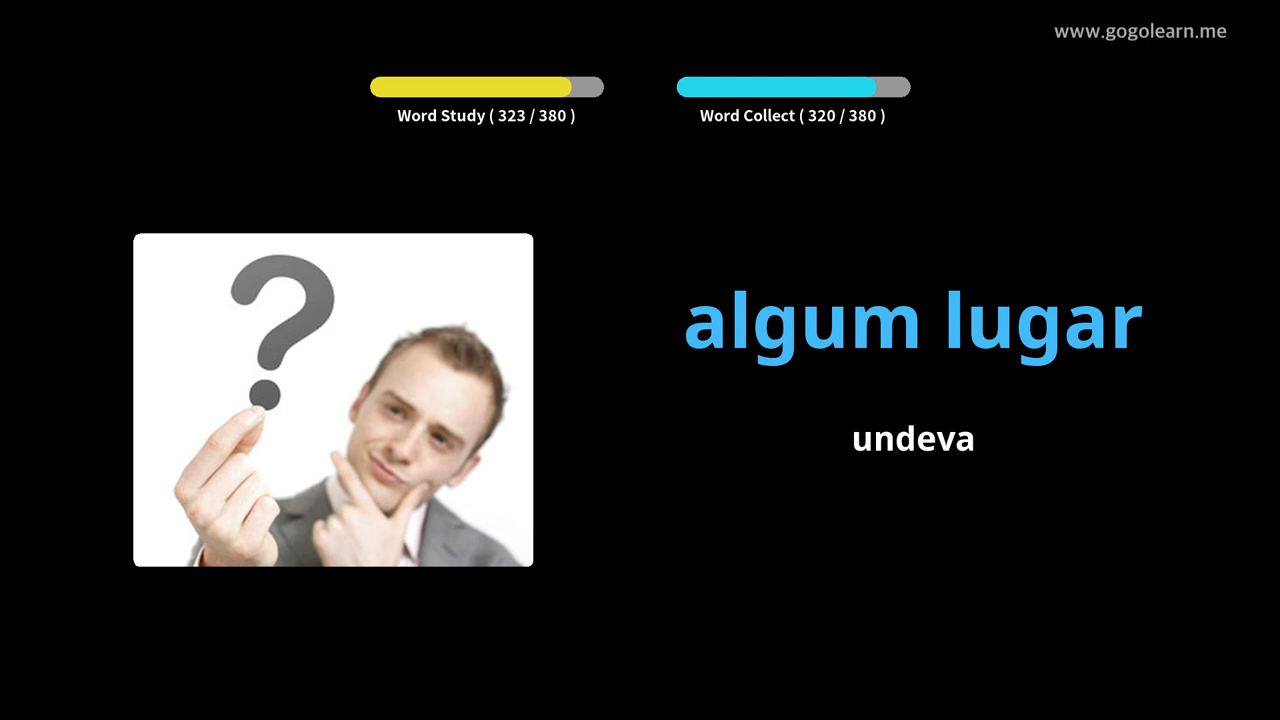 www.gogolearn.me
Word Study ( 323 / 380 )
Word Collect ( 320 / 380 )
?
algum lugar
undeva